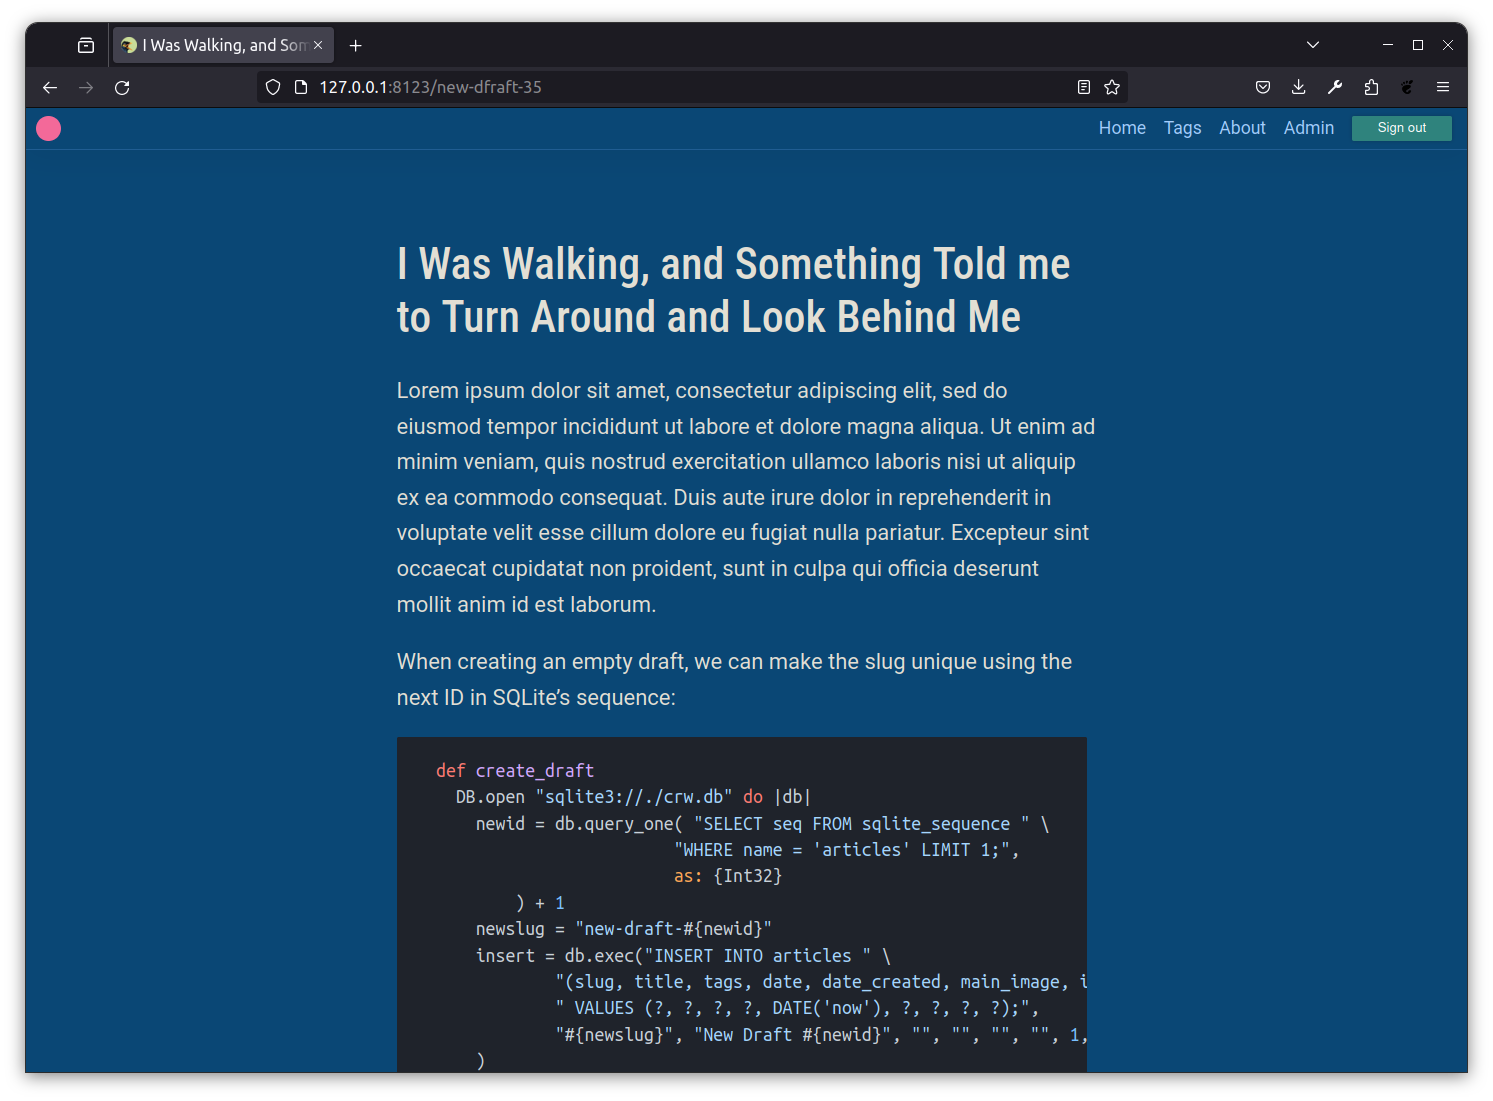 I Was Walking, and Som
127.0.0.1:8123/new-dfraft-35
Home Tags About Admin Sign out
I Was Walking, and Something Told me
to Turn Around and Look Behind Me
Lorem ipsum dolor sit amet, consectetur adipiscing elit, sed do
eiusmod tempor incididunt ut labore et dolore magna aliqua. Ut enim ad
minim veniam, quis nostrud exercitation ullamco laboris nisi ut aliquip
ex ea commodo consequat. Duis aute irure dolor in reprehenderit in
voluptate velit esse cillum dolore eu fugiat nulla pariatur. Excepteur sint
occaecat cupidatat non proident, sunt in culpa qui officia deserunt
mollit anim id est laborum.
When creating an empty draft, we can make the slug unique using the
next ID in SQLite’s sequence:
def create_draft
  DB.open "sqlite3://./crw.db" do |db|
    newid = db.query_one( "SELECT seq FROM sqlite_sequence " \
                        "WHERE name = 'articles' LIMIT 1;",
                        as: {Int32}
        ) + 1
    newslug = "new-draft-#{newid}"
    insert = db.exec("INSERT INTO articles " \
            "(slug, title, tags, date, date_created, main_image, i
            " VALUES (?, ?, ?, ?, DATE('now'), ?, ?, ?, ?);",
            "#{newslug}", "New Draft #{newid}", "", "", "", "", 1,
    )